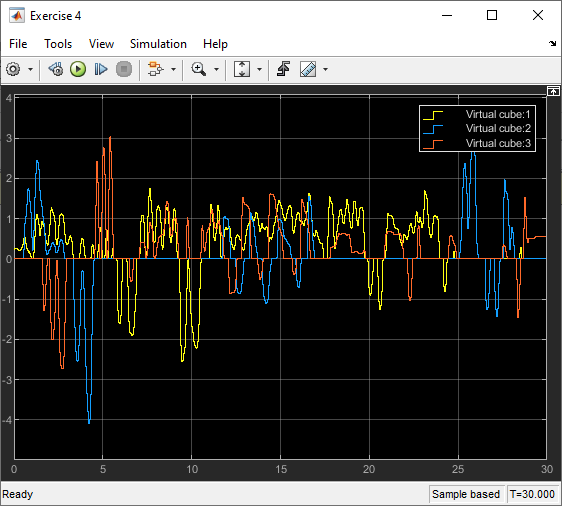 Exercise 4
File Tools View Simulation Help
Virtual cube:1
Virtual cube:2
Virtual cube:3
4
3
2
1
0
-1
-2
-3
-4
0 5 10 15 20 25 30
Ready Sample based T=30.000